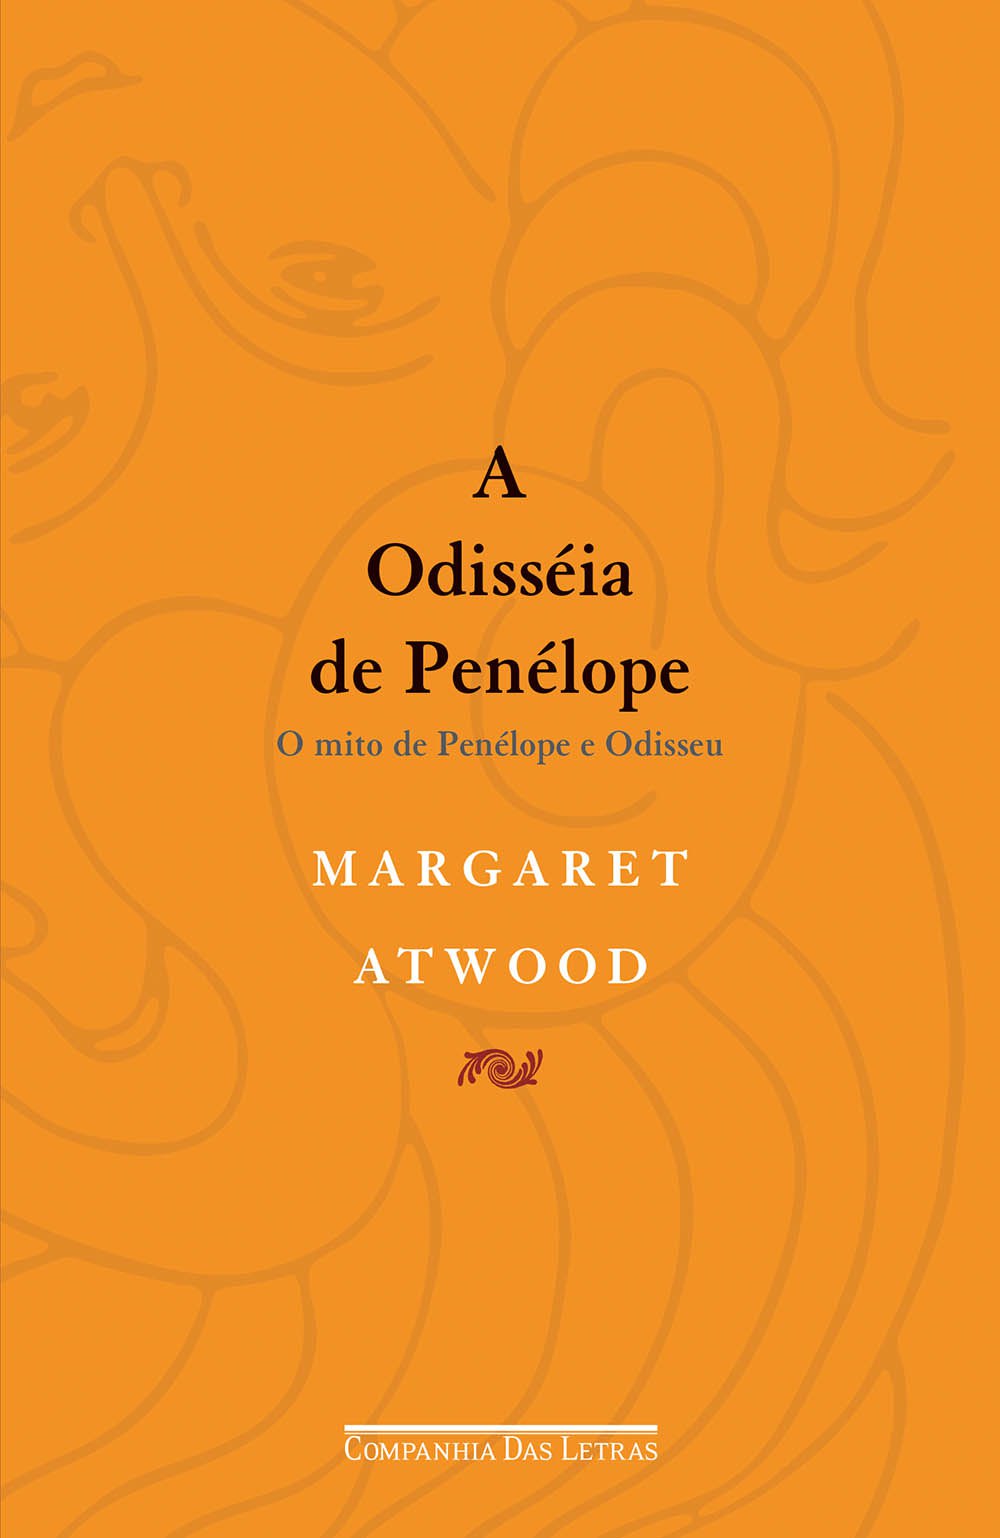 A
Odisséia
de Penélope
O mito de Penélope e Odisseu
MARGARET
ATWOOD
COMPANHIA DAS LETRAS